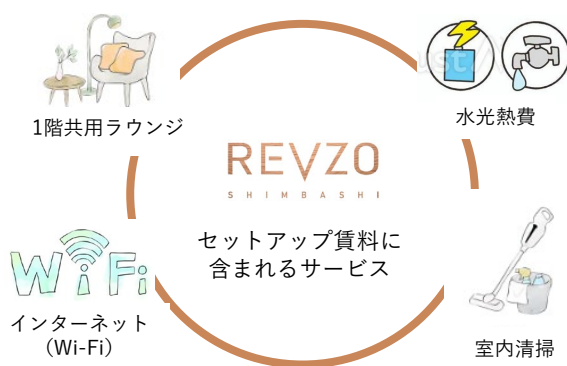 1階共用ラウンジ
水光熱費
REVZO
SHIMBASHI
セットアップ賃料に
含まれるサービス
WiFi
インターネット
（Wi-Fi）
室内清掃